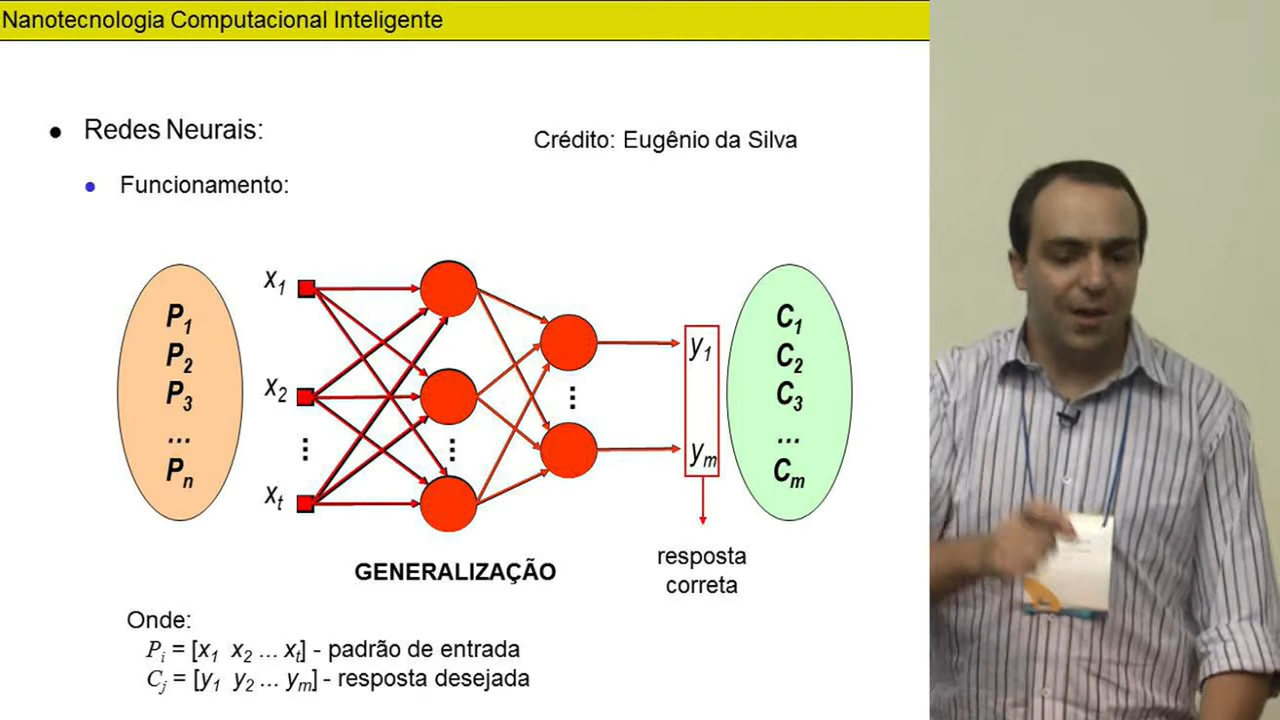 Nanotecnologia Computacional Inteligente
Redes Neurais:
Crédito: Eugênio da Silva
Funcionamento:
P1
P2
P3
...
Pn
x1
x2
⋮
xt
⋮
⋮
y1
ym
C1
C2
C3
...
Cm
resposta
correta
GENERALIZAÇÃO
Onde:
Pi = [x1 x2 ... xt] - padrão de entrada
Cj = [y1 y2 ... ym] - resposta desejada